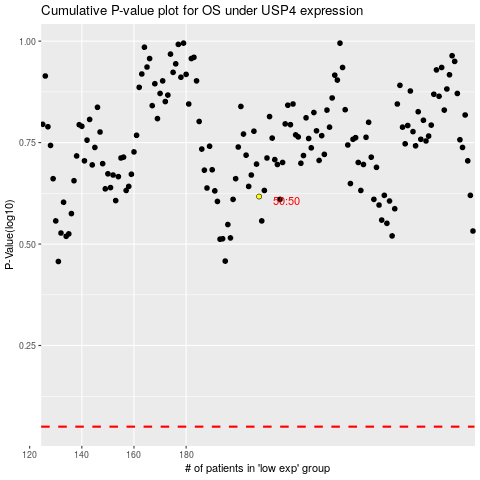 Cumulative P-value plot for OS under USP4 expression
P-Value(log10)
1.00
0.75
0.50
0.25
50:50
120 140 160 180
# of patients in 'low exp' group